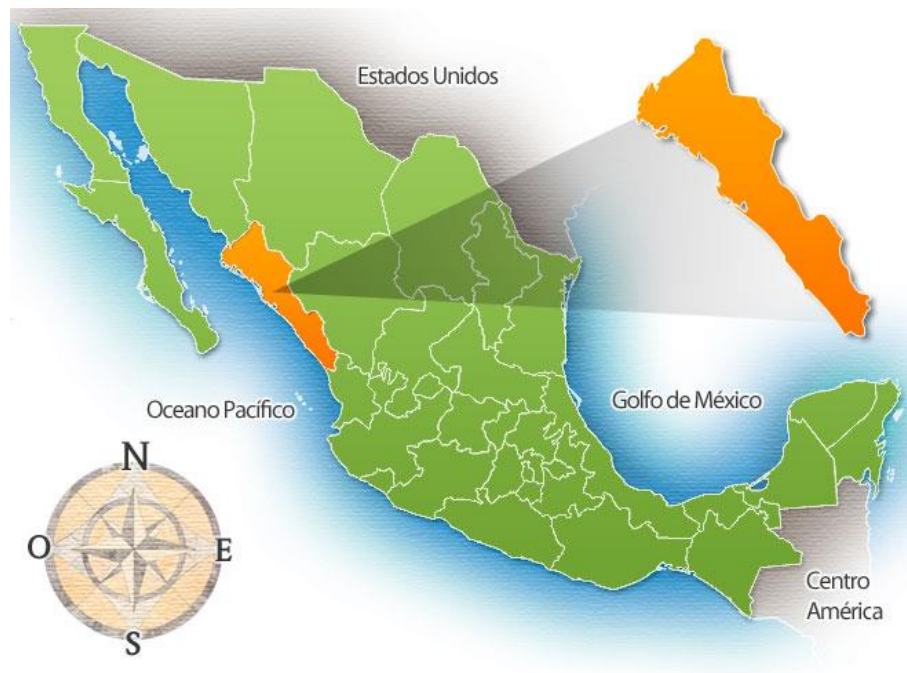 Estados Unidos
Golfo de México
Oceano Pacífico
N
O
E
S
Centro
América